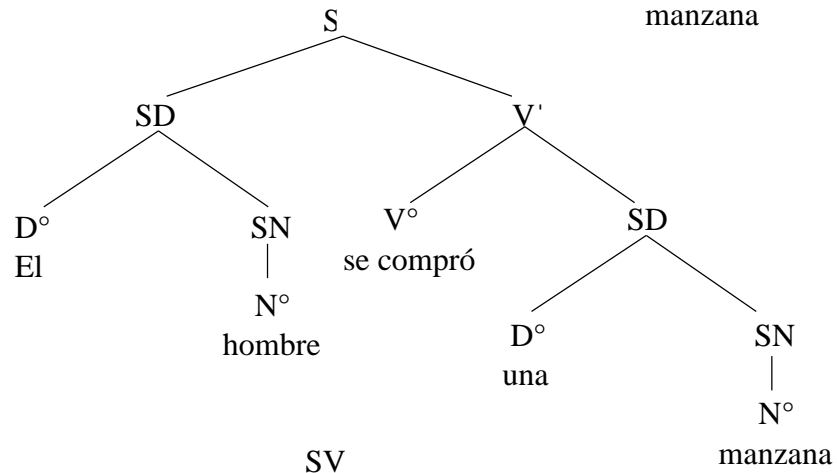 manzana
S
SD V'
D° SN V° SD
El se compró
N° D° SN
hombre una
N°
manzana
SV